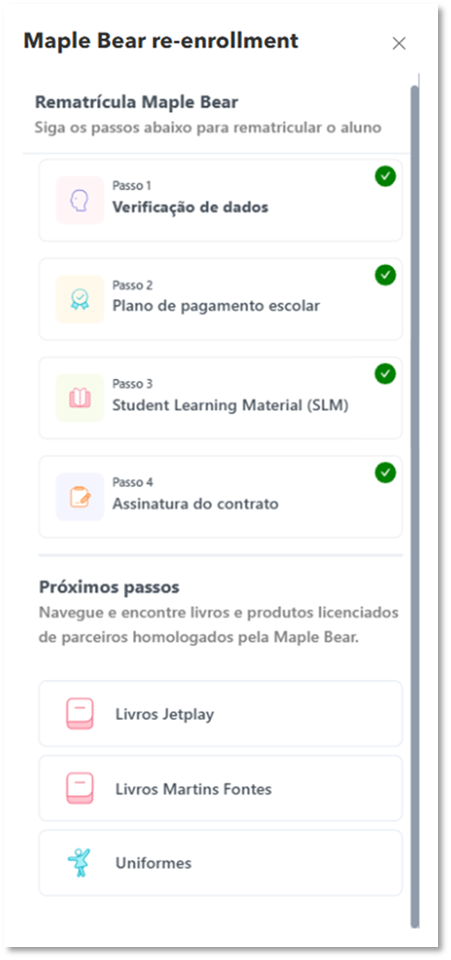 Maple Bear re-enrollment
Rematrícula Maple Bear
Siga os passos abaixo para rematricular o aluno
Passo 1
Verificação de dados
Passo 2
Plano de pagamento escolar
Passo 3
Student Learning Material (SLM)
Passo 4
Assinatura do contrato
Próximos passos
Navegue e encontre livros e produtos licenciados
de parceiros homologados pela Maple Bear.
Livros Jetplay
Livros Martins Fontes
Uniformes